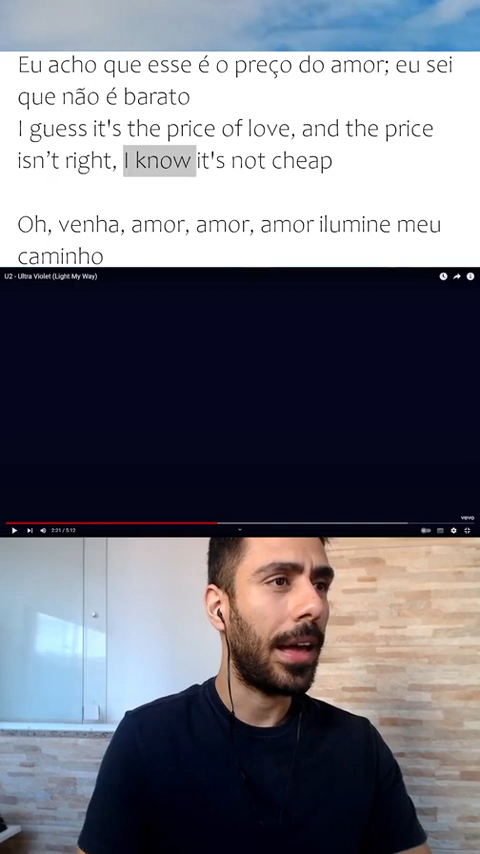 Eu acho que esse é o preço do amor; eu sei
que não é barato
I guess it's the price of love, and the price
isn’t right, I know it's not cheap
Oh, venha, amor, amor, amor ilumine meu
caminho
U2 - Ultra Violet (Light My Way)
vevo
2:21 / 5:12